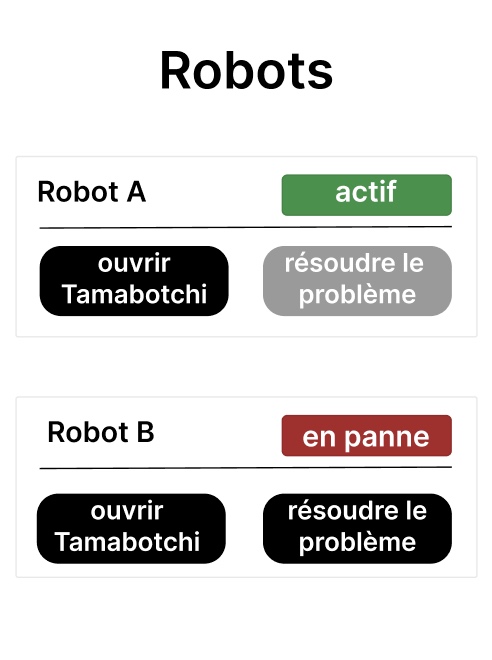 Robots
Robot A
actif
ouvrir
Tamabotchi
résoudre le
problème
Robot B
en panne
ouvrir
Tamabotchi
résoudre le
problème